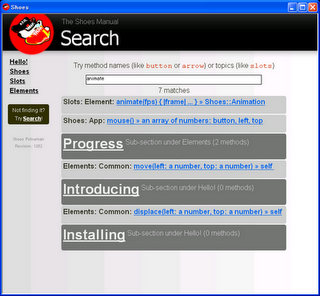 Shoes
The Shoes Manual
Search
Hello!
Shoes
Slots
Elements
Not finding it?
Try Search!
Try method names (like button or arrow) or topics (like slots)
animate
7 matches
Slots: Element: animate(fps) { |frame| ... } » Shoes::Animation
Shoes: App: mouse() » an array of numbers: button, left, top
Progress Sub-section under Elements (2 methods)
Elements: Common: move(left: a number, top: a number) » self
Introducing Sub-section under Hello! (0 methods)
Elements: Common: displace(left: a number, top: a number) » self
Installing Sub-section under Hello! (0 methods)